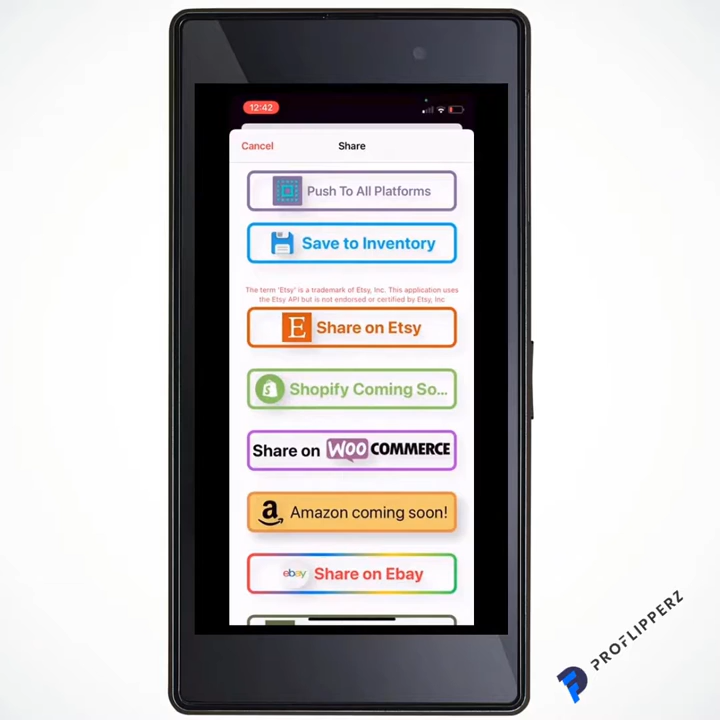 12:42
Cancel
Share
Push To All Platforms
Save to Inventory
The term 'Etsy' is a trademark of Etsy, Inc. This application uses
the Etsy API but is not endorsed or certified by Etsy, Inc
E Share on Etsy
Shopify Coming So...
Share on WOO COMMERCE
a Amazon coming soon!
ebay Share on Ebay
PROFLIPPERZ